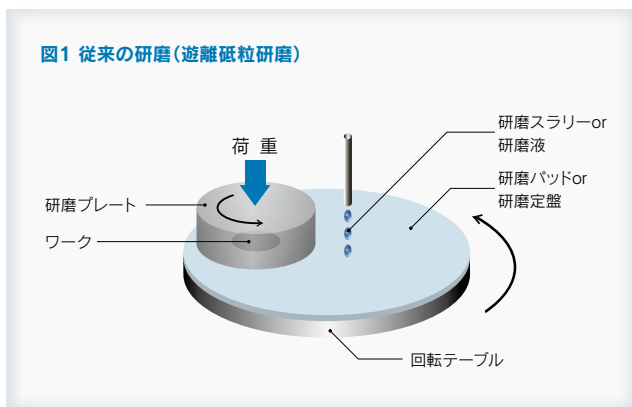 図1 従来の研磨（遊離砥粒研磨）
荷 重
研磨スラリーor
研磨液
研磨パッドor
研磨定盤
研磨プレート
ワーク
回転テーブル